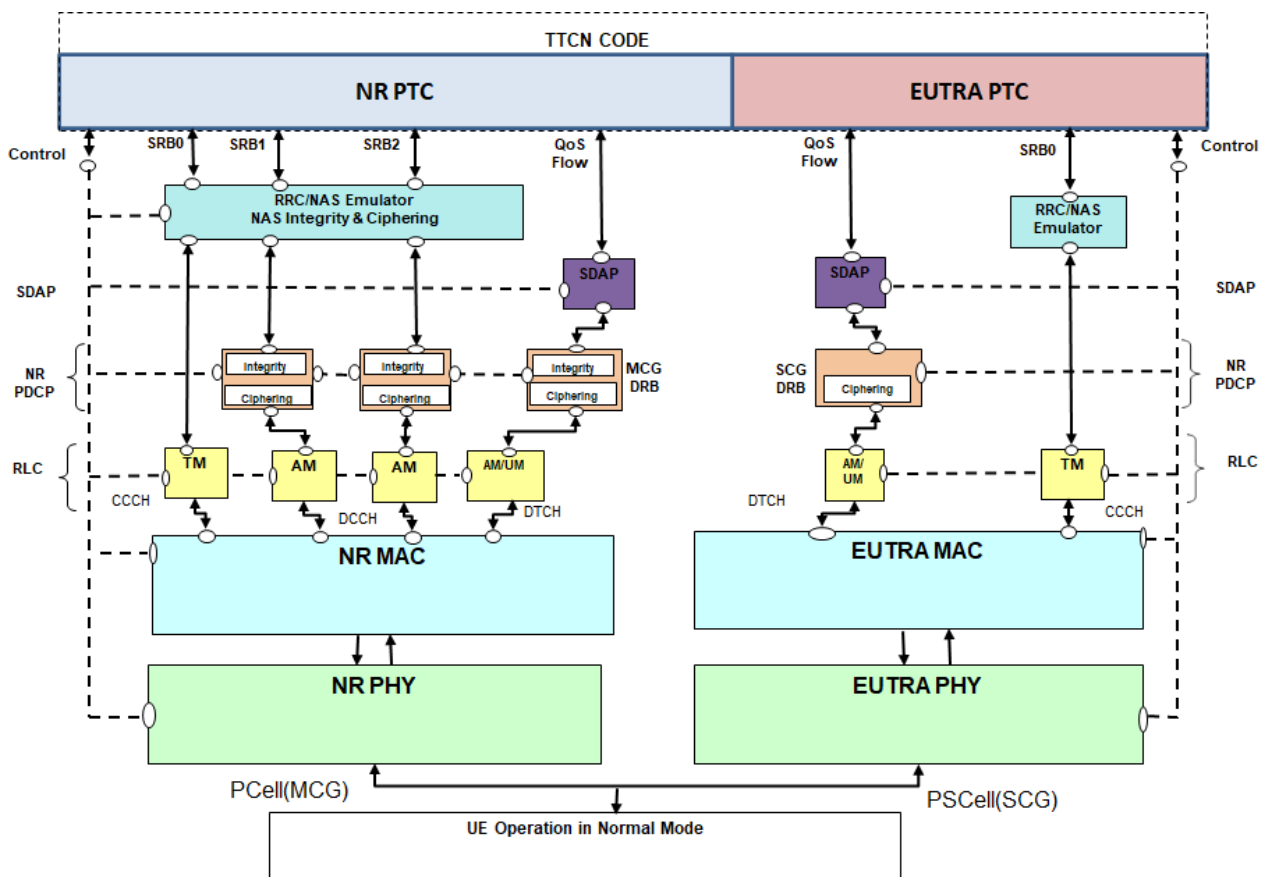 TTCN CODE
NR PTC
EUTRA PTC
Control
SRB0
SRB1
SRB2
QoS
Flow
QoS
Flow
SRB0
Control
RRC/NAS Emulator
NAS Integrity & Ciphering
RRC/NAS
Emulator
SDAP
SDAP
SDAP
SDAP
NR
PDCP
Integrity
Ciphering
Integrity
Ciphering
Integrity
Ciphering
MCG
DRB
SCG
DRB
Ciphering
NR
PDCP
RLC
TM
AM
AM
AM/UM
AM/
UM
TM
RLC
CCCH
DCCH
DTCH
DTCH
CCCH
NR MAC
EUTRA MAC
NR PHY
EUTRA PHY
PCell(MCG)
PSCell(SCG)
UE Operation in Normal Mode